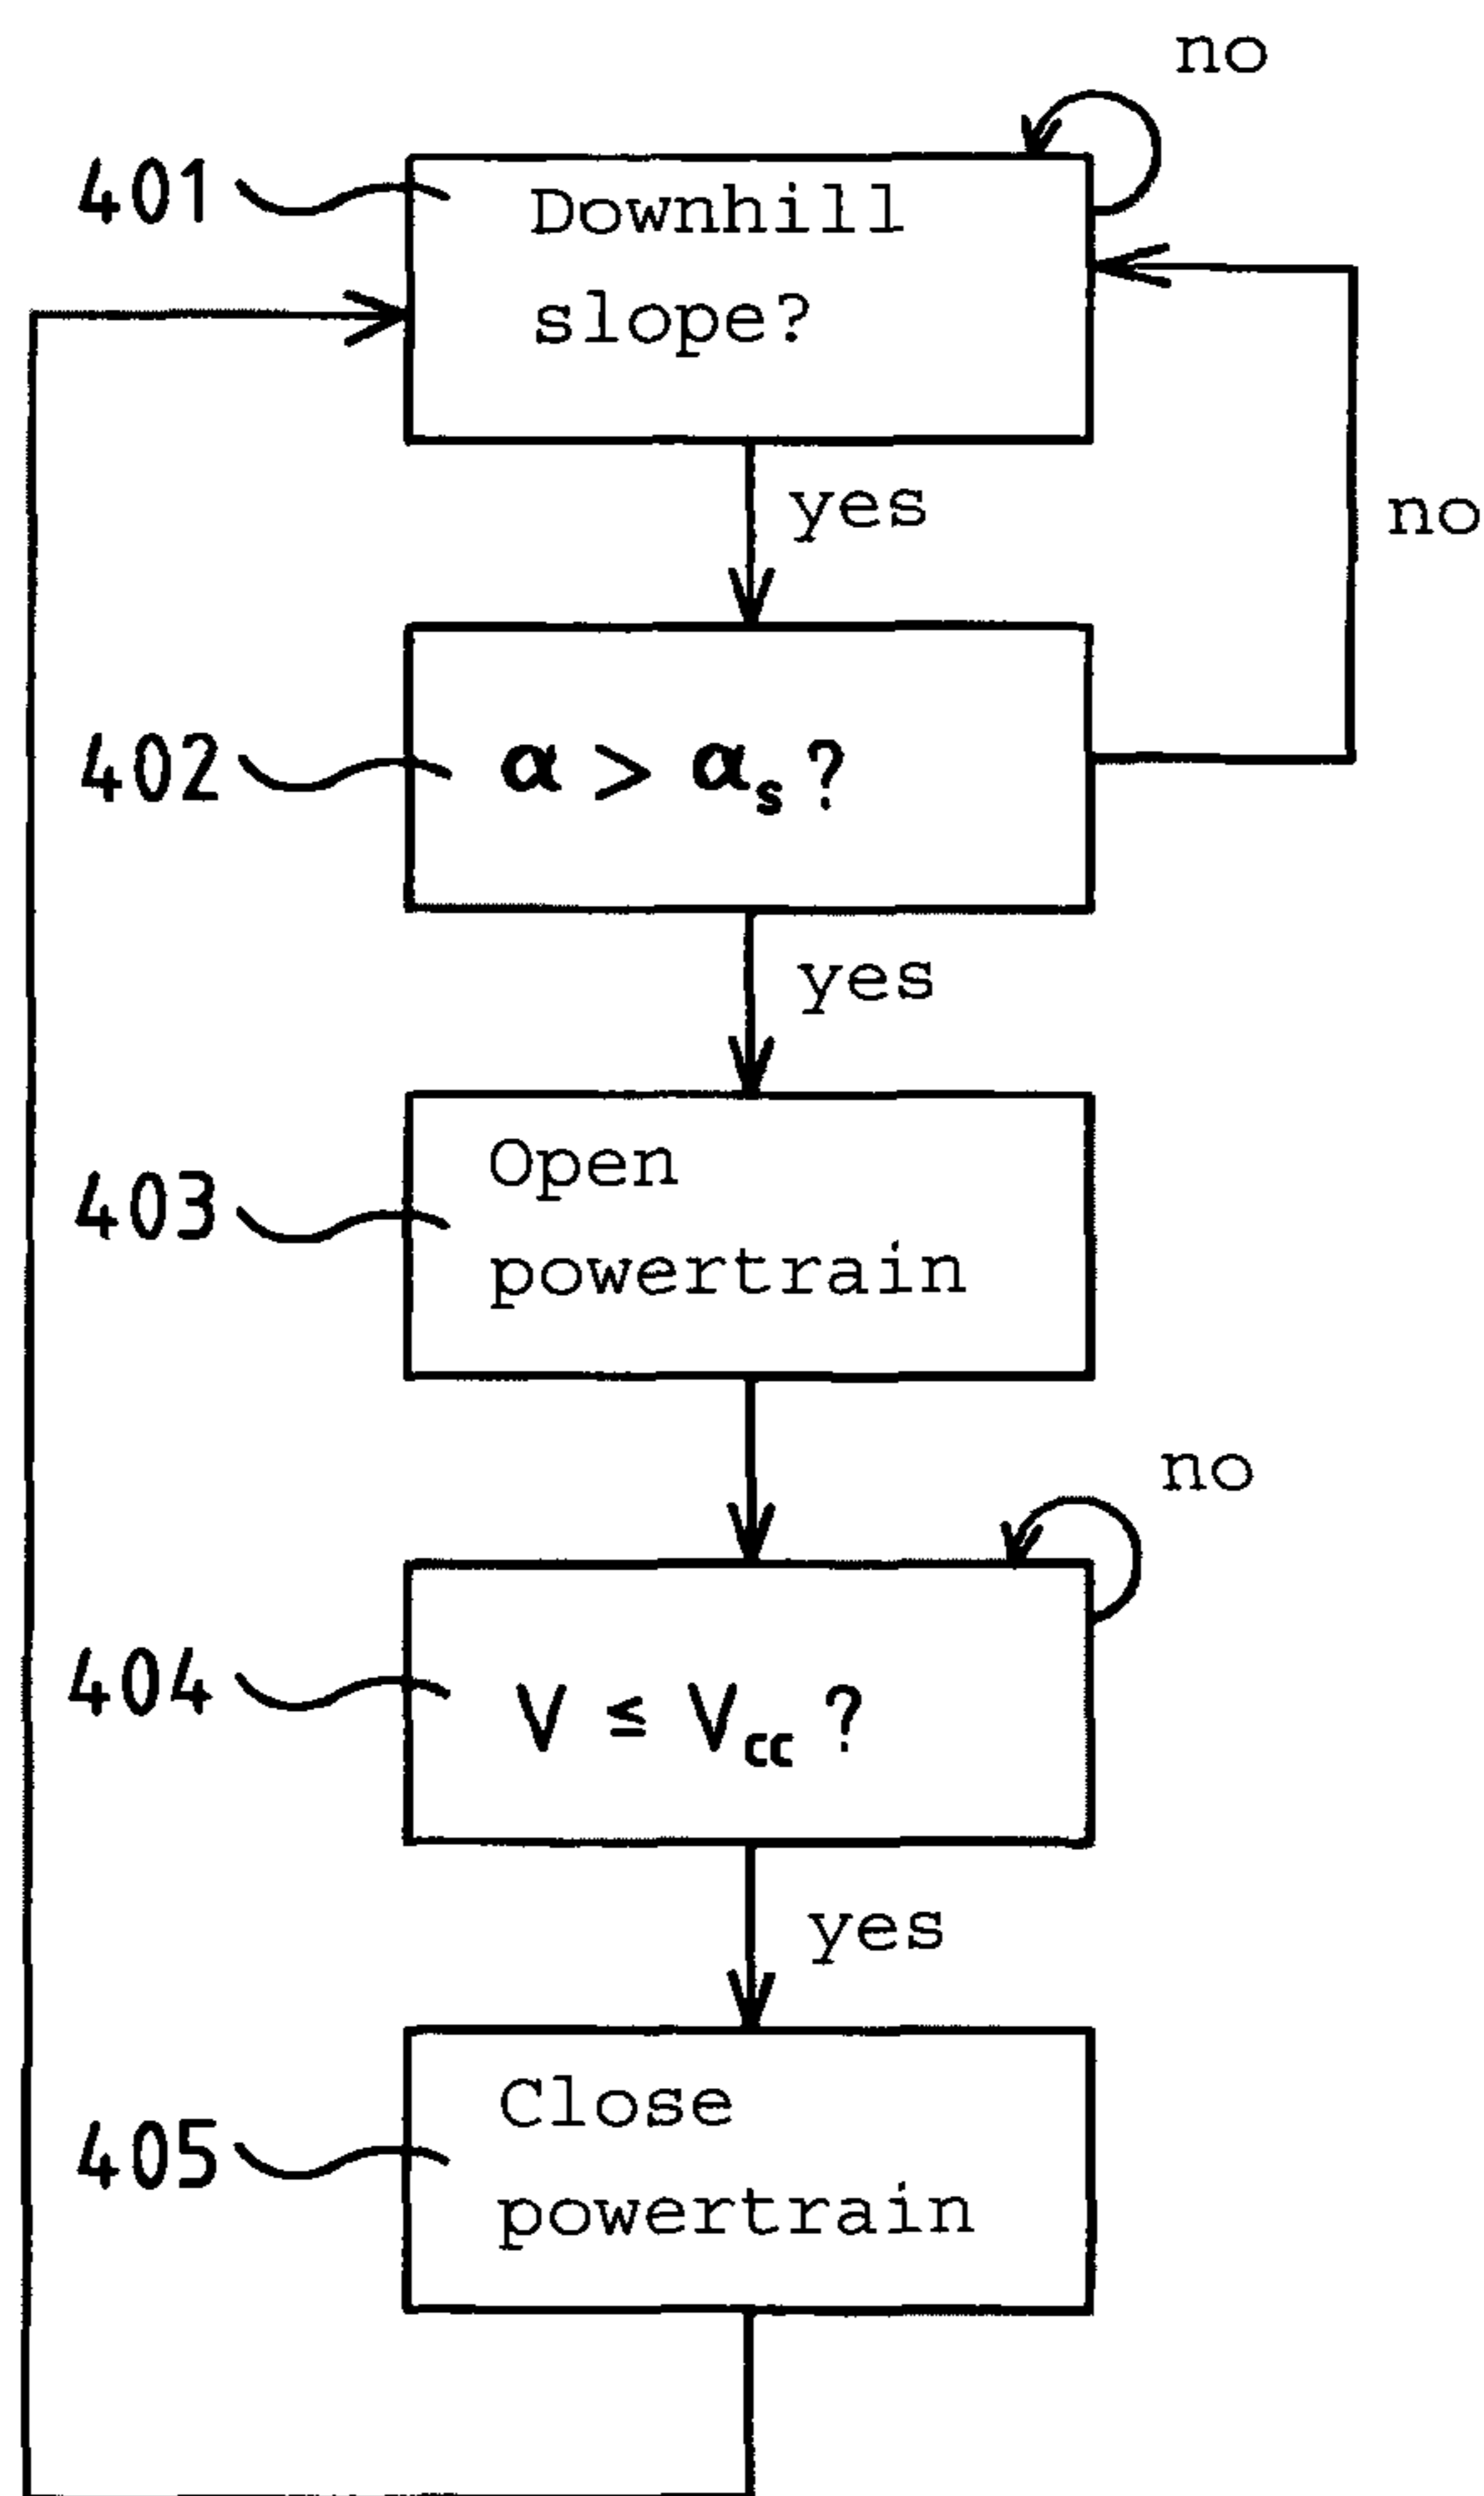 no
401
Downhill
slope?
yes
no
402
α > αs ?
yes
403
Open
powertrain
no
404
V ≤ Vcc ?
yes
405
Close
powertrain